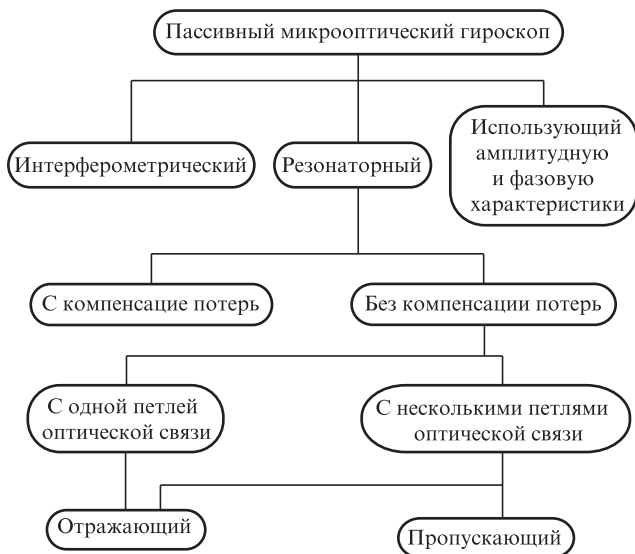 Пассивный микрооптический гироскоп
Интерферометрический
Резонаторный
Использующий
амплитудную
и фазовую
характеристики
С компенсацие потерь
Без компенсации потерь
С одной петлей
оптической связи
С несколькими петлями
оптической связи
Отражающий
Пропускающий